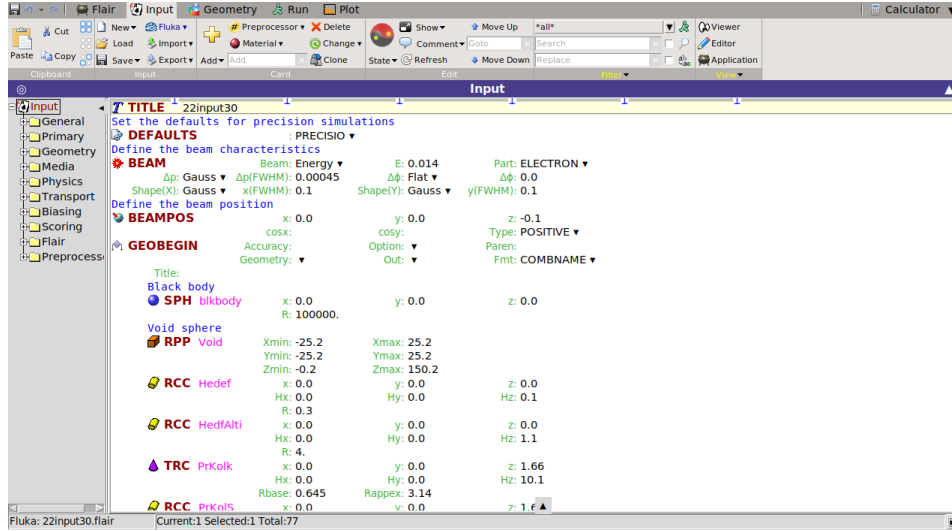 Flair Input Geometry Run Plot Calculator
Paste Cut Copy New Load Save Fluka Import Export Add Add Preprocessor Material Delete Change Clone State Show Comment Refresh Move Up Goto Move Down *all* Search Replace Viewer Editor Application
Clipboard Input Card Edit Filter View
Input
Input
General
Primary
Geometry
Media
Physics
Transport
Biasing
Scoring
Flair
Preprocess
TITLE 22input30
Set the defaults for precision simulations
DEFAULTS : PRECISIO
Define the beam characteristics
BEAM Beam: Energy E: 0.014 Part: ELECTRON
Δp: Gauss Δp(FWHM): 0.00045 Δϕ: Flat Δϕ: 0.0
Shape(X): Gauss x(FWHM): 0.1 Shape(Y): Gauss y(FWHM): 0.1
Define the beam position
BEAMPOS x: 0.0 y: 0.0 z: -0.1
cosx: cosy: Type: POSITIVE
GEOBEGIN Accuracy: Option: Paren:
Geometry: Out: Fmt: COMBNAME
Title:
Black body
SPH blkbody x: 0.0 y: 0.0 z: 0.0
R: 100000.
Void sphere
RPP Void Xmin: -25.2 Xmax: 25.2
Ymin: -25.2 Ymax: 25.2
Zmin: -0.2 Zmax: 150.2
RCC Hedef x: 0.0 y: 0.0 z: 0.0
Hx: 0.0 Hy: 0.0 Hz: 0.1
R: 0.3
RCC HedfAlti x: 0.0 y: 0.0 z: 0.0
Hx: 0.0 Hy: 0.0 Hz: 1.1
R: 4.
TRC PrKolk x: 0.0 y: 0.0 z: 1.66
Hx: 0.0 Hy: 0.0 Hz: 10.1
Rbase: 0.645 Rappex: 3.14
RCC PrKolS x: 0.0 y: 0.0
Fluka: 22input30.flair Current:1 Selected:1 Total:77